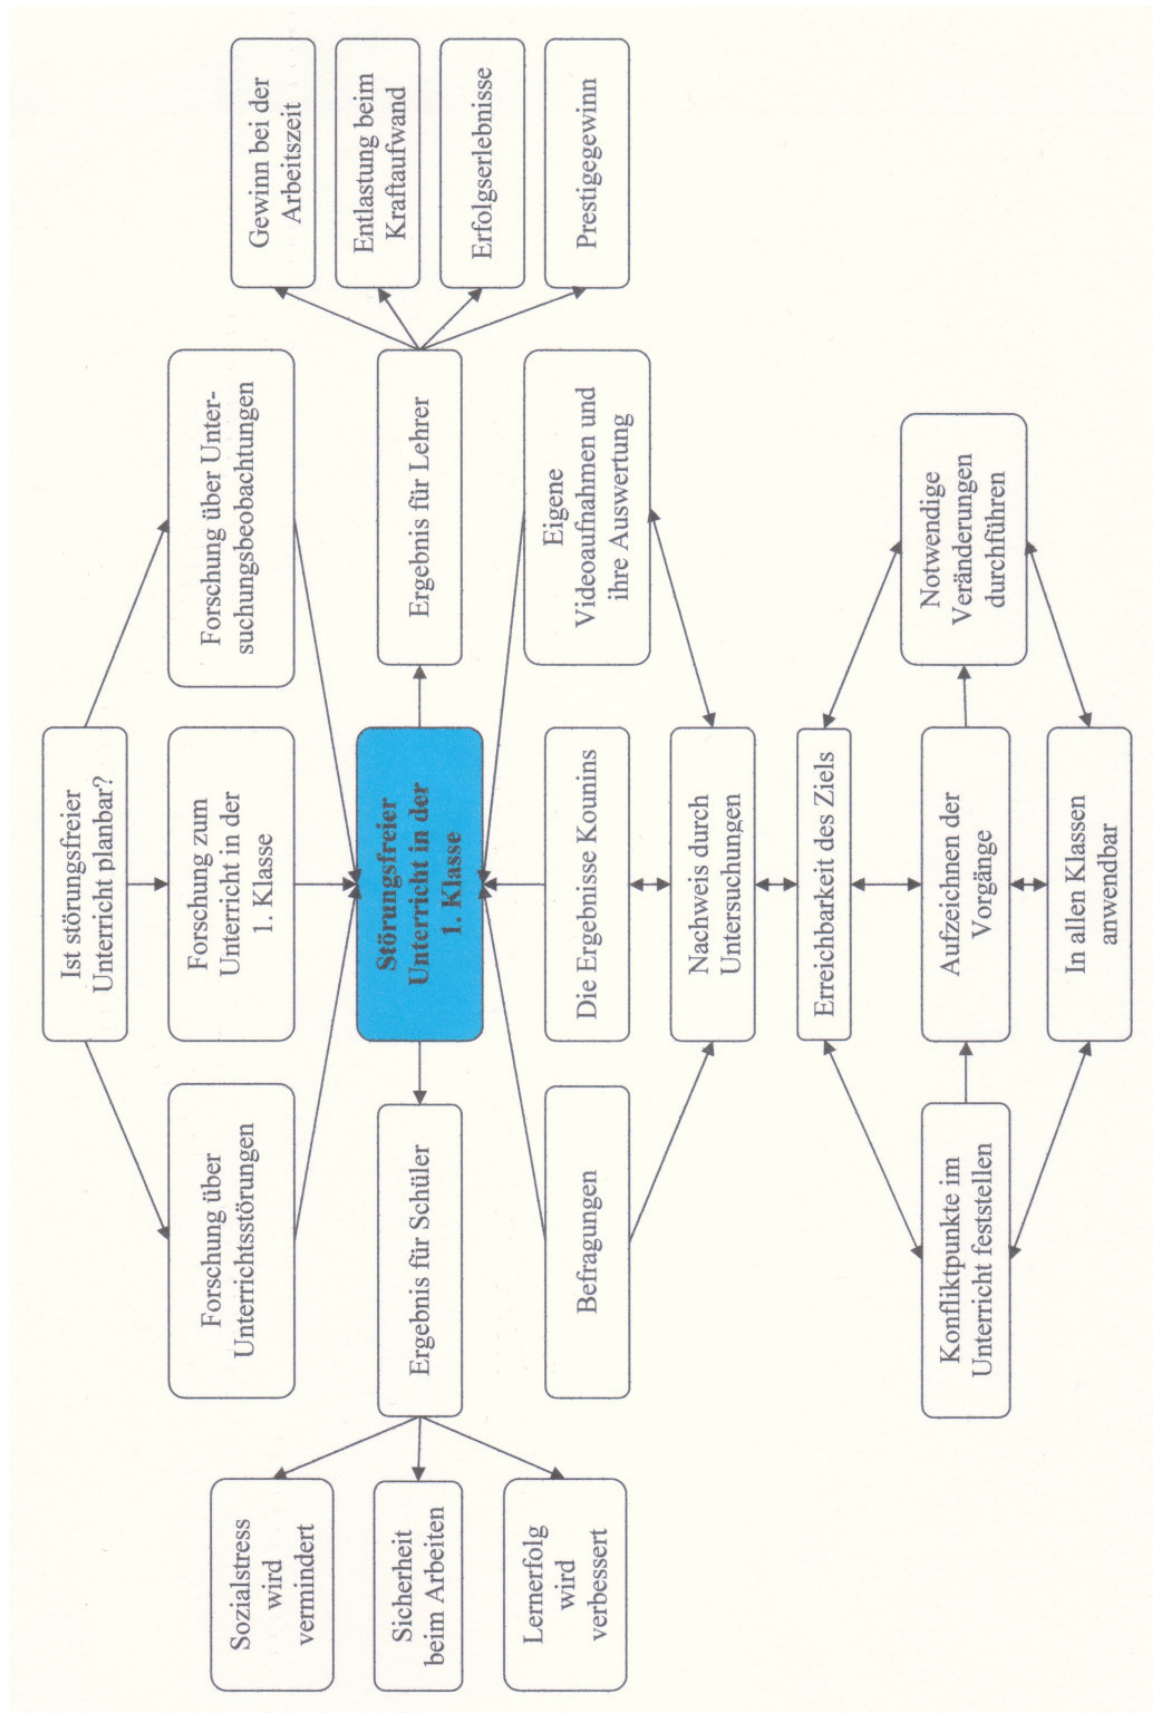 Ist störungsfreier
Unterricht planbar?
Forschung über
Unterrichtsstörungen
Forschung zum
Unterricht in der
1. Klasse
Forschung über Unter-
suchungsbeobachtungen
Sozialstress
wird
vermindert
Sicherheit
beim Arbeiten
Lernerfolg
wird
verbessert
Ergebnis für Schüler
Störungsfreier
Unterricht in der
1. Klasse
Ergebnis für Lehrer
Gewinn bei der
Arbeitszeit
Entlastung beim
Kraftaufwand
Erfolgserlebnisse
Prestigegewinn
Befragungen
Die Ergebnisse Kounins
Eigene
Videoaufnahmen und
ihre Auswertung
Nachweis durch
Untersuchungen
Erreichbarkeit des Ziels
Konfliktpunkte im
Unterricht feststellen
Aufzeichnen der
Vorgänge
Notwendige
Veränderungen
durchführen
In allen Klassen
anwendbar